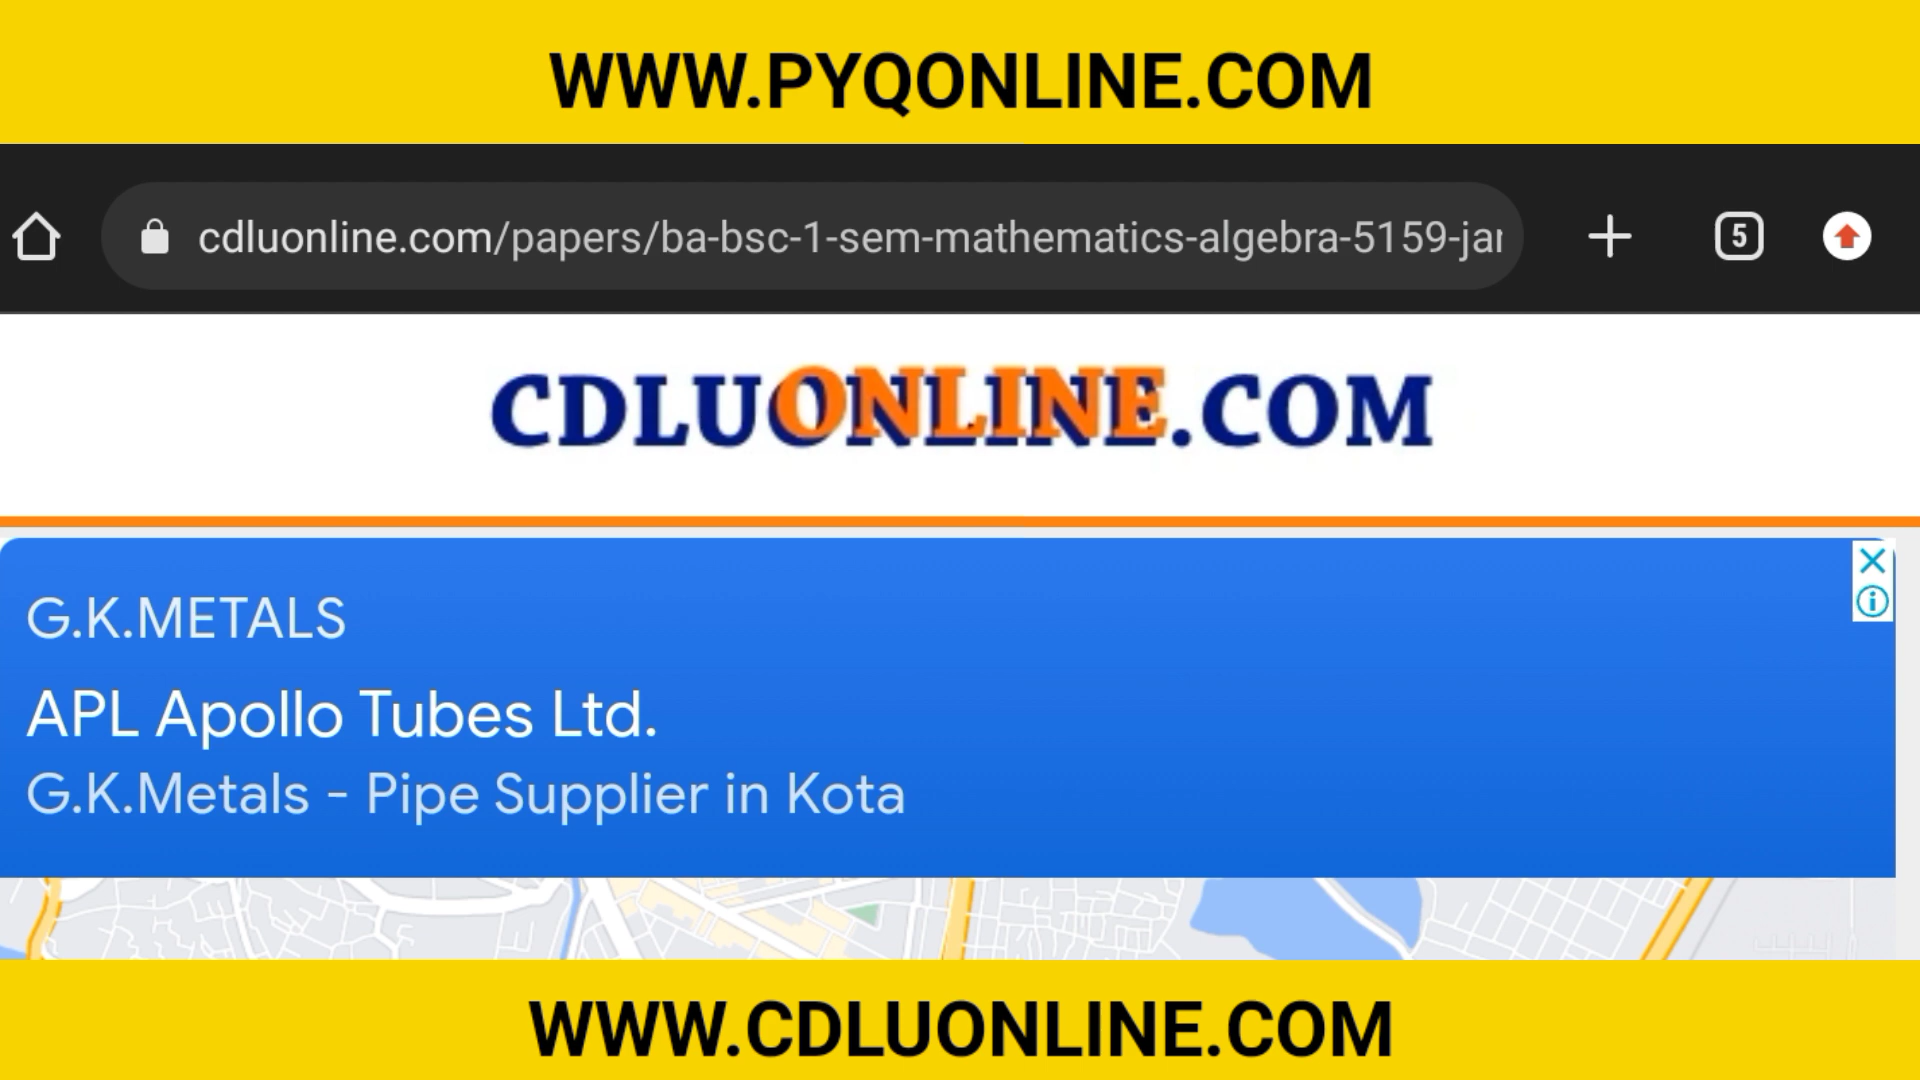 WWW.PYQONLINE.COM
cdluonline.com/papers/ba-bsc-1-sem-mathematics-algebra-5159-jar
5
CDLUONLINE.COM
G.K.METALS
APL Apollo Tubes Ltd.
G.K.Metals - Pipe Supplier in Kota
WWW.CDLUONLINE.COM